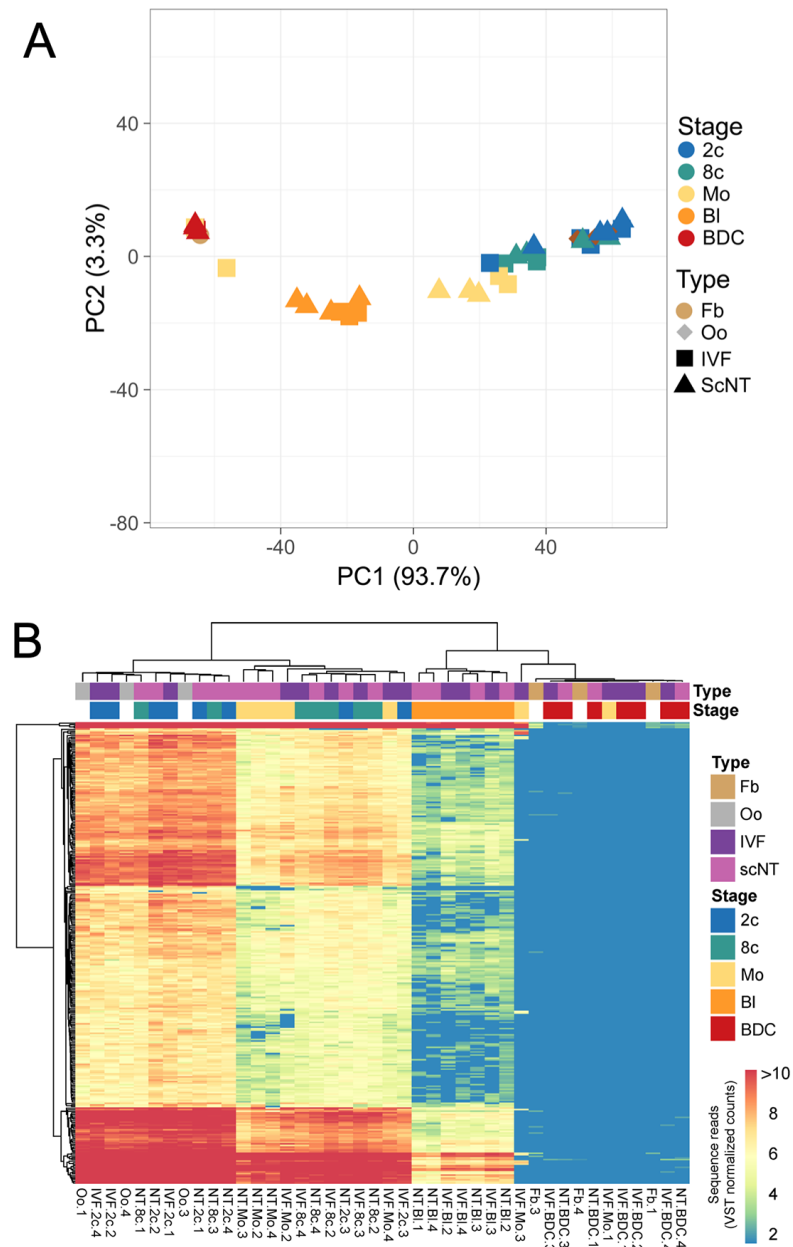 A
40
0
-40
-80
-40
0
40
PC2 (3.3%)
PC1 (93.7%)
Stage
2c
8c
Mo
Bl
BDC
Type
Fb
Oo
IVF
ScNT
B
Type
Stage
Type
Fb
Oo
IVF
scNT
Stage
2c
8c
Mo
Bl
BDC
>10
8
6
4
2
Sequence reads
(VST normalized counts)
Oo.1
IVF.2c.4
IVF.2c.2
Oo.4
NT.8c.1
NT.2c.2
IVF.2c.1
Oo.3
NT.2c.1
NT.8c.3
NT.2c.4
NT.Mo.3
NT.Mo.2
NT.Mo.4
IVF.Mo.2
IVF.8c.4
NT.8c.4
IVF.8c.2
NT.2c.3
IVF.8c.3
NT.8c.2
IVF.Mo.4
IVF.2c.3
NT.Bl.1
NT.Bl.4
IVF.Bl.2
IVF.Bl.4
NT.Bl.3
IVF.Bl.3
NT.Bl.2
IVF.Mo.3
Fb.3
IVF.BDC.3
NT.BDC.3
Fb.4
NT.BDC.1
IVF.Mo.1
IVF.BDC.1
IVF.BDC.2
Fb.1
IVF.BDC.4
NT.BDC.4